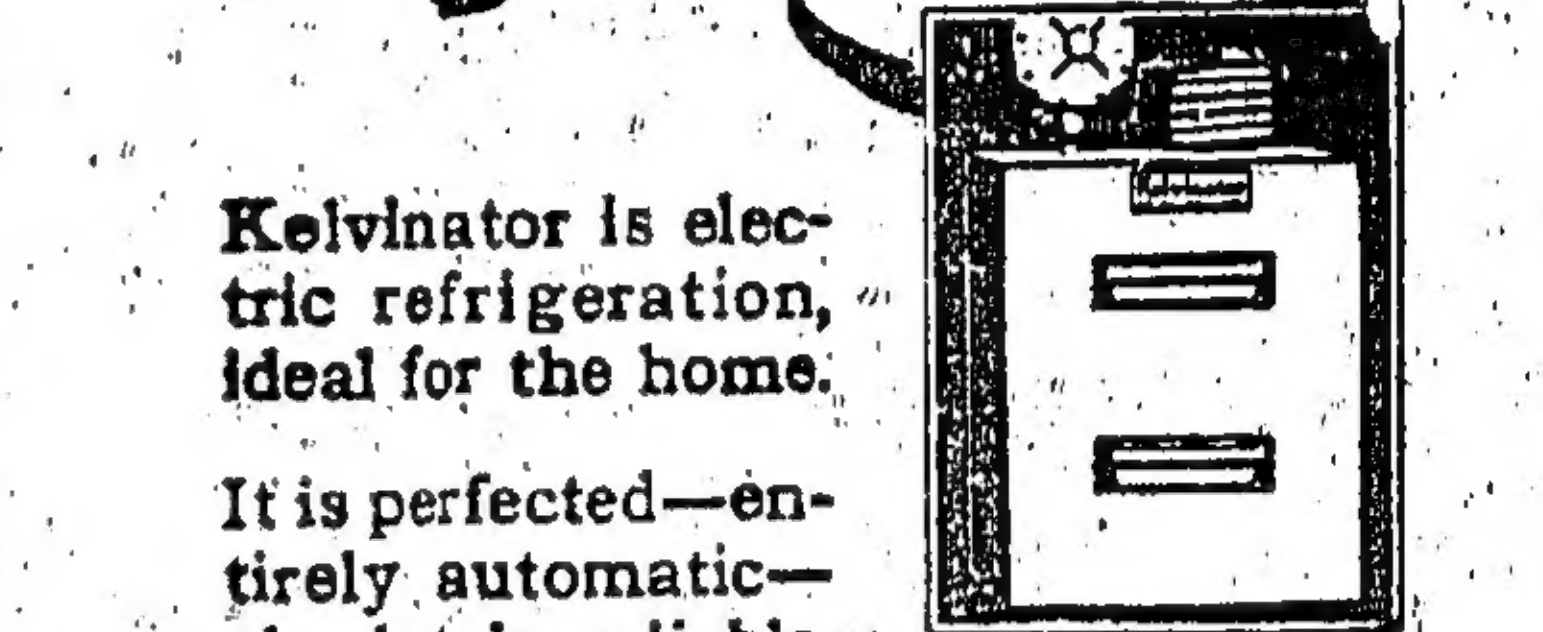 Kelvinator is elec-
tric refrigeration,
ideal for the home.
It is perfected—en-
tirely automatic—